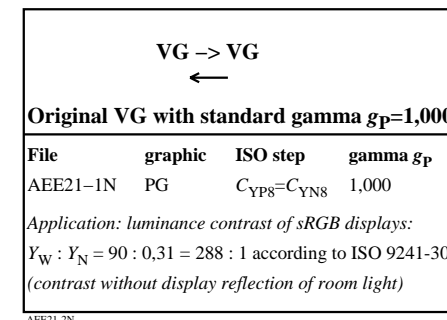 VG –> VG
←
Original VG with standard gamma gP=1,000
File graphic ISO step gamma gP
AEE21–1N PG CYP8=CYN8 1,000
Application: luminance contrast of sRGB displays:
YW : YN = 90 : 0,31 = 288 : 1 according to ISO 9241-30
(contrast without display reflection of room light)
AEE21-2N